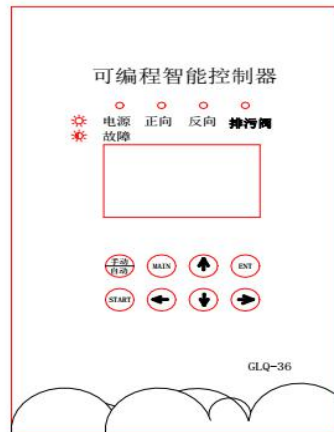 可编程智能控制器
电源 正向 反向 排污阀
故障
手动 MAIN ENT
自动
START
GLQ-36